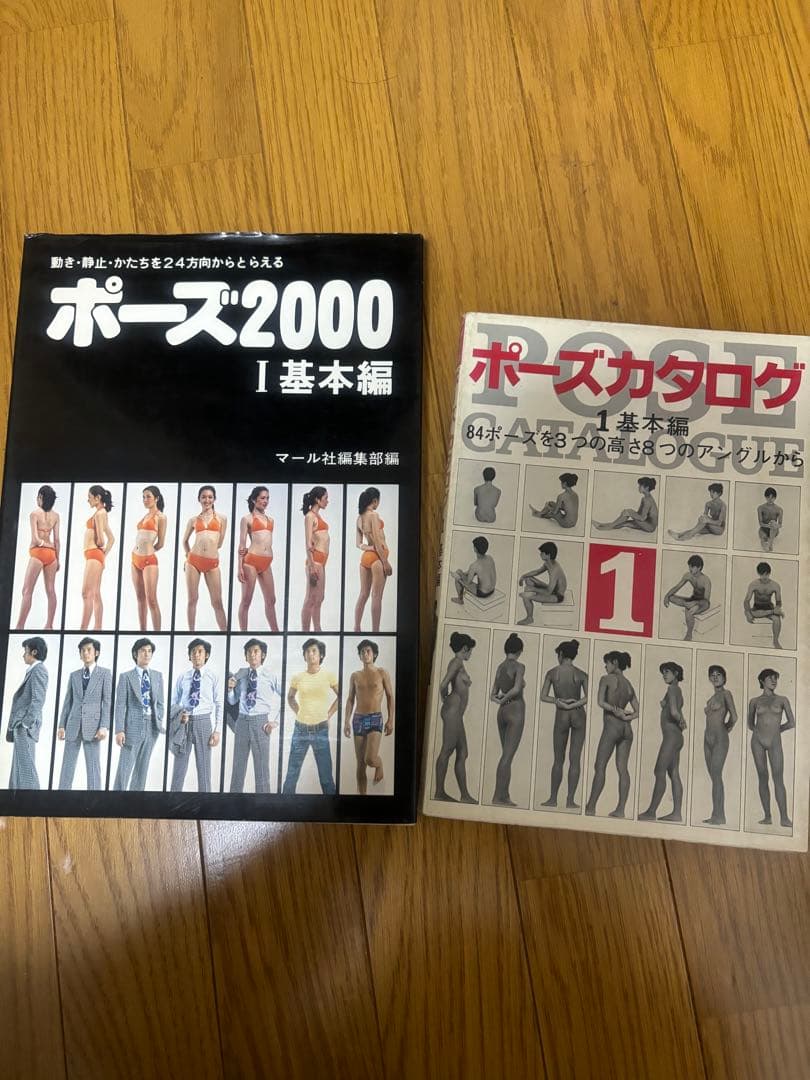 動き・静止・かたちを24方向からとらえる
ポーズ2000
I 基本編
マール社編集部編
POSE
ポーズカタログ
CATALOGUE
1 基本編
84ポーズを3つの高さ8つのアングルから
1